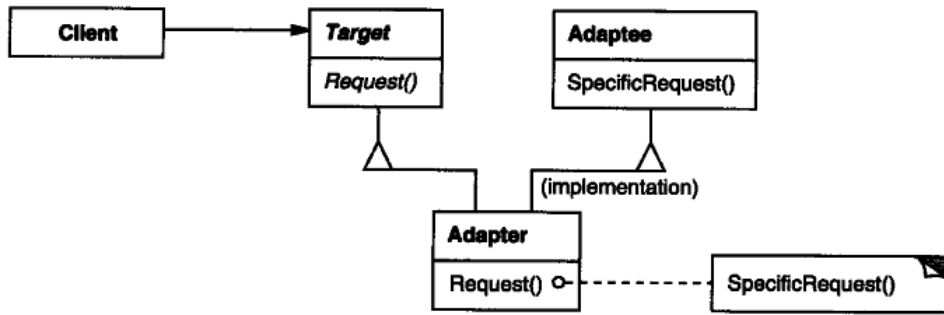 Client
Target
Request()
Adaptee
SpecificRequest()
(implementation)
Adapter
Request()
SpecificRequest()